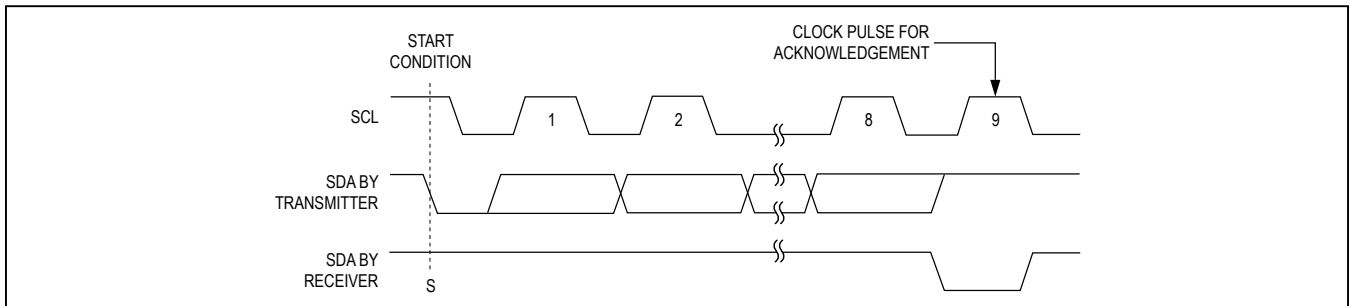 START
CONDITION
CLOCK PULSE FOR
ACKNOWLEDGEMENT
SCL
1
2
8
9
SDA BY
TRANSMITTER
SDA BY
RECEIVER
S